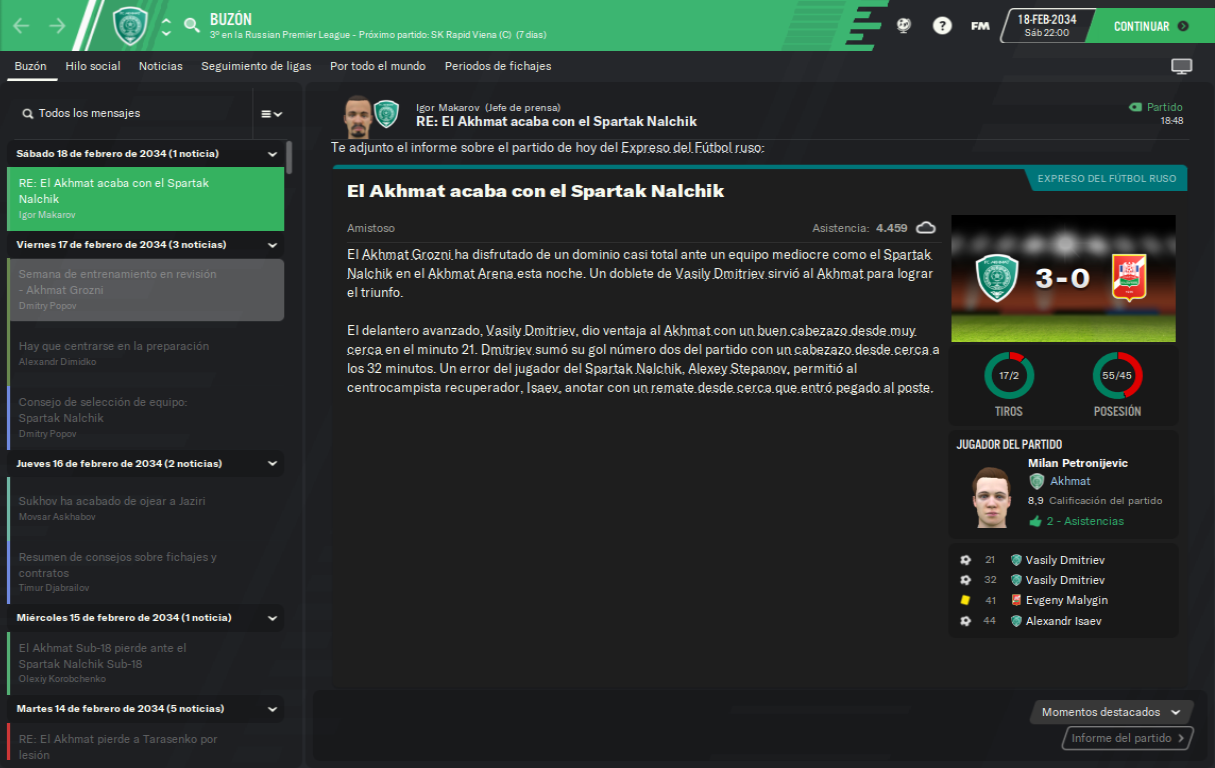 BUZÓN
3º en la Russian Premier League - Próximo partido: SK Rapid Viena (C) (7 días)
FM
18-FEB-2034
Sáb 22:00
CONTINUAR
Buzón
Hilo social
Noticias
Seguimiento de ligas
Por todo el mundo
Periodos de fichajes
Todos los mensajes
Sábado 18 de febrero de 2034 (1 noticia)
RE: El Akhmat acaba con el Spartak
Nalchik
Igor Makarov
Viernes 17 de febrero de 2034 (3 noticias)
Semana de entrenamiento en revisión
- Akhmat Grozni
Dmitry Popov
Hay que centrarse en la preparación
Alexandr Dimidko
Consejo de selección de equipo:
Spartak Nalchik
Dmitry Popov
Jueves 16 de febrero de 2034 (2 noticias)
Sukhov ha acabado de ojear a Jaziri
Movsar Askhabov
Resumen de consejos sobre fichajes y
contratos
Timur Djabrailov
Miércoles 15 de febrero de 2034 (1 noticia)
El Akhmat Sub-18 pierde ante el
Spartak Nalchik Sub-18
Olexiy Korobchenko
Martes 14 de febrero de 2034 (5 noticias)
RE: El Akhmat pierde a Tarasenko por
lesión
Igor Makarov (Jefe de prensa)
RE: El Akhmat acaba con el Spartak Nalchik
Partido
18:48
Te adjunto el informe sobre el partido de hoy del Expreso del Fútbol ruso:
EXPRESO DEL FÚTBOL RUSO
El Akhmat acaba con el Spartak Nalchik
Amistoso
Asistencia: 4.459
El Akhmat Grozni ha disfrutado de un dominio casi total ante un equipo mediocre como el Spartak
Nalchik en el Akhmat Arena esta noche. Un doblete de Vasily Dmitriev sirvió al Akhmat para lograr
el triunfo.
El delantero avanzado, Vasily Dmitriev, dio ventaja al Akhmat con un buen cabezazo desde muy
cerca en el minuto 21. Dmitriev sumó su gol número dos del partido con un cabezazo desde cerca a
los 32 minutos. Un error del jugador del Spartak Nalchik, Alexey Stepanov, permitió al
centrocampista recuperador, Isaev, anotar con un remate desde cerca que entró pegado al poste.
3-0
17/2
TIROS
55/45
POSESIÓN
JUGADOR DEL PARTIDO
Milan Petronijevic
Akhmat
8,9 Calificación del partido
2 - Asistencias
21 Vasily Dmitriev
32 Vasily Dmitriev
41 Evgeny Malygin
44 Alexandr Isaev
Momentos destacados
Informe del partido